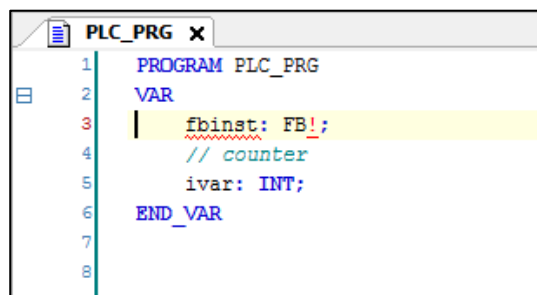 PLC_PRG X
1 PROGRAM PLC_PRG
2 VAR
3 fbinst: FB!;
4 // counter
5 ivar: INT;
6 END_VAR
7
8